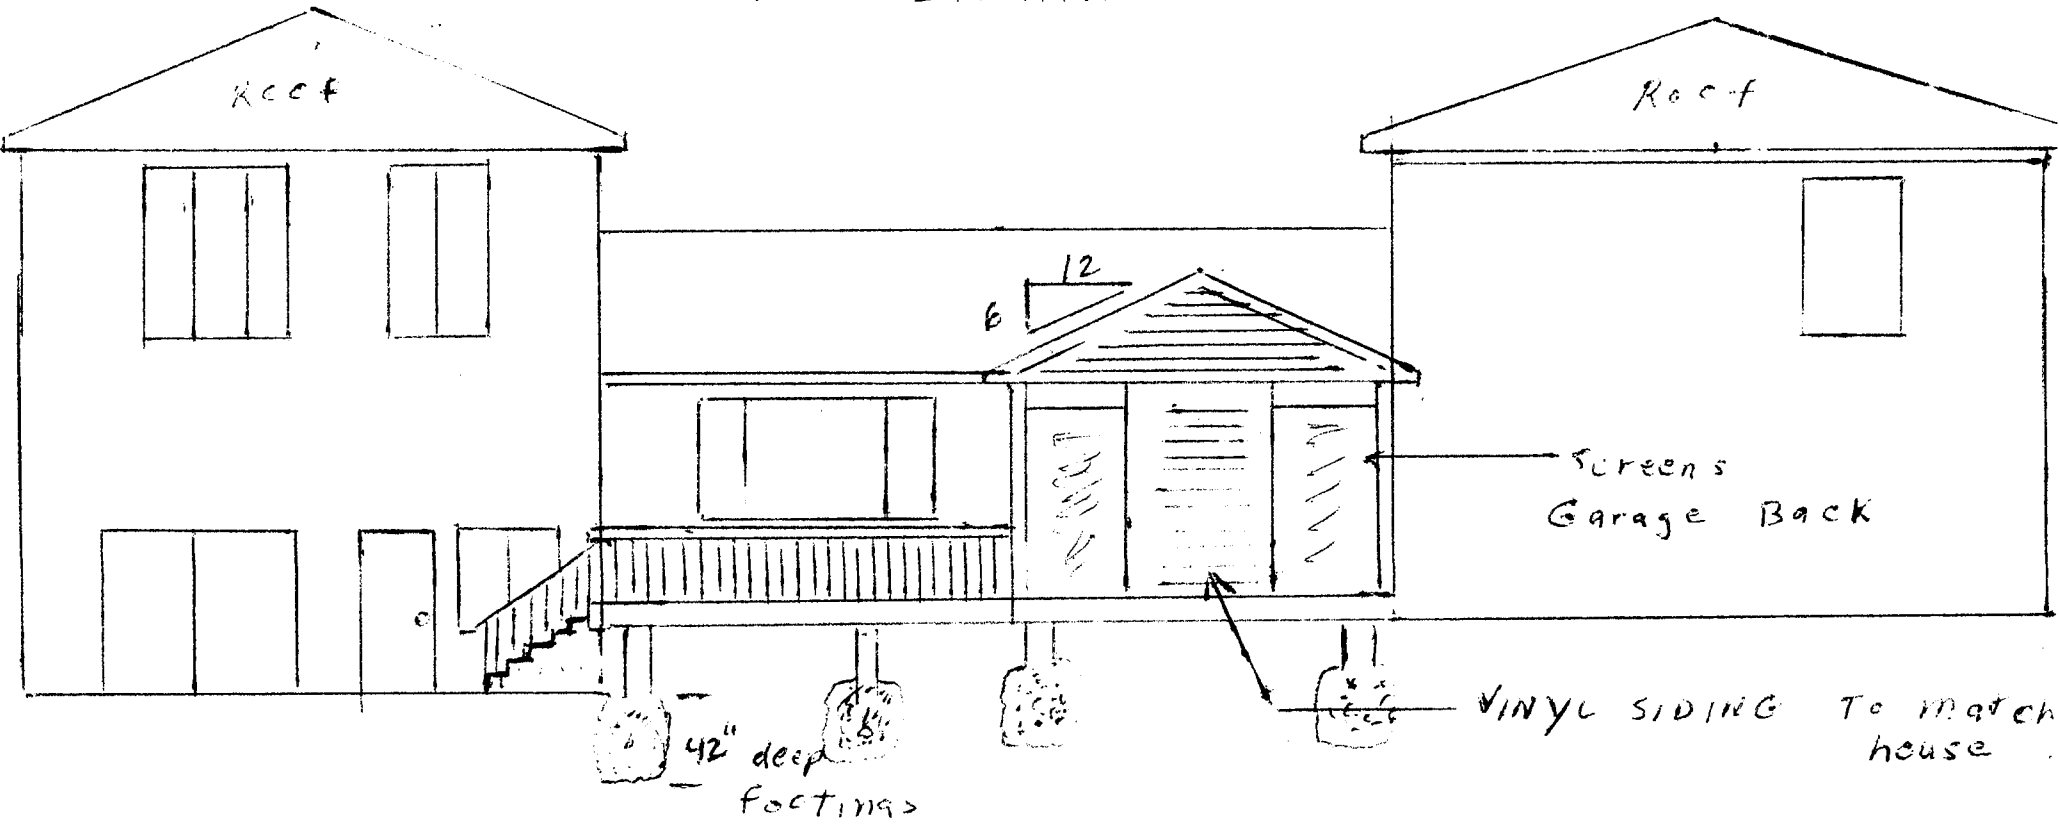 Roof
Roof
12
6
Screens
Garage Back
VINYL SIDING To match
house
42" deep
footings